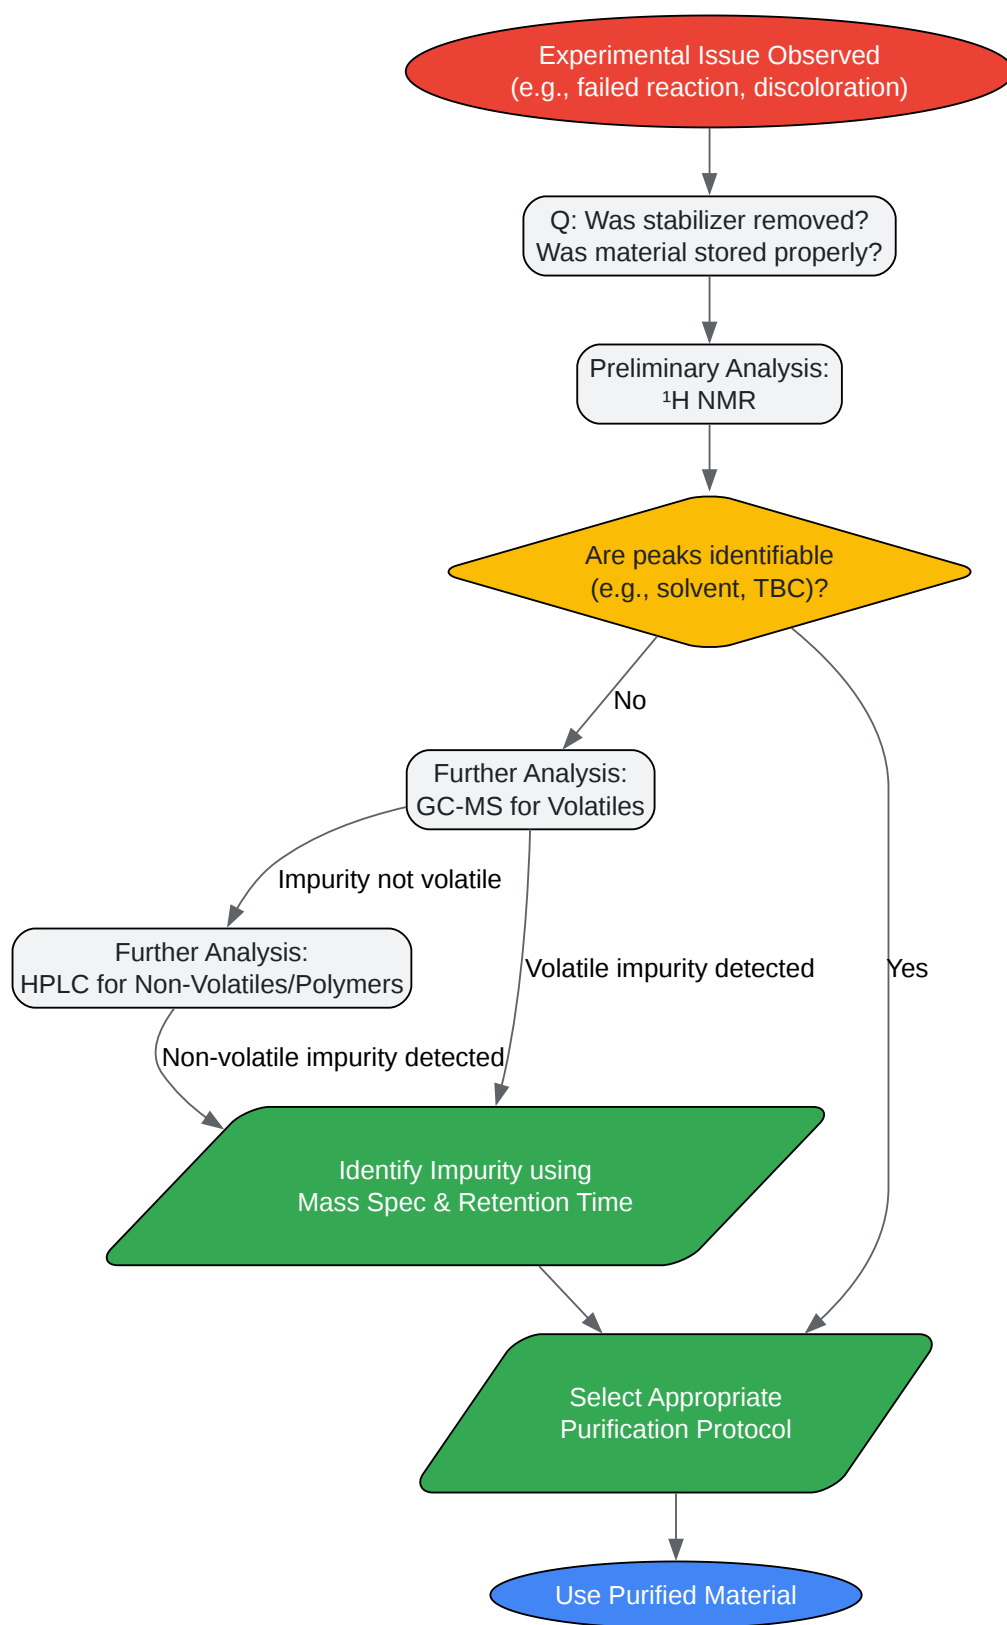 Experimental Issue Observed
(e.g., failed reaction, discoloration)
Q: Was stabilizer removed?
Was material stored properly?
Preliminary Analysis:
¹H NMR
Are peaks identifiable
(e.g., solvent, TBC)?
No
Further Analysis:
GC-MS for Volatiles
Impurity not volatile
Further Analysis:
HPLC for Non-Volatiles/Polymers
Volatile impurity detected
Yes
Non-volatile impurity detected
Identify Impurity using
Mass Spec & Retention Time
Select Appropriate
Purification Protocol
Use Purified Material